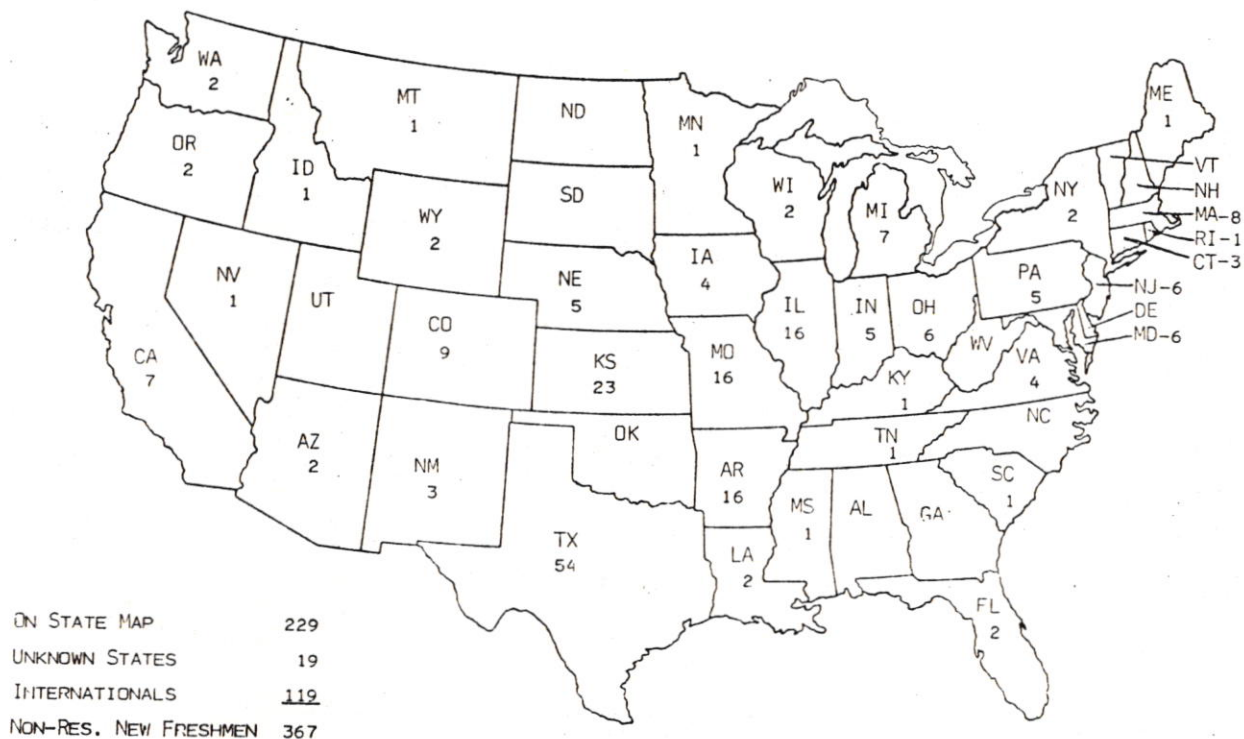 WA
2
OR
2
ID
1
MT
1
ND
SD
MN
1
WI
2
MI
7
NY
2
ME
1
VT
NH
MA-8
RI-1
CT-3
NJ-6
DE
MD-6
WY
2
NE
5
IA
4
IL
16
IN
5
OH
6
PA
5
WV
VA
4
NV
1
UT
CO
9
KS
23
MO
16
KY
1
CA
7
AZ
2
NM
3
OK
AR
16
TN
1
NC
SC
1
TX
54
LA
2
MS
1
AL
GA
FL
2
ON STATE MAP 229
UNKNOWN STATES 19
INTERNATIONALS 119
NON-RES. NEW FRESHMEN 367